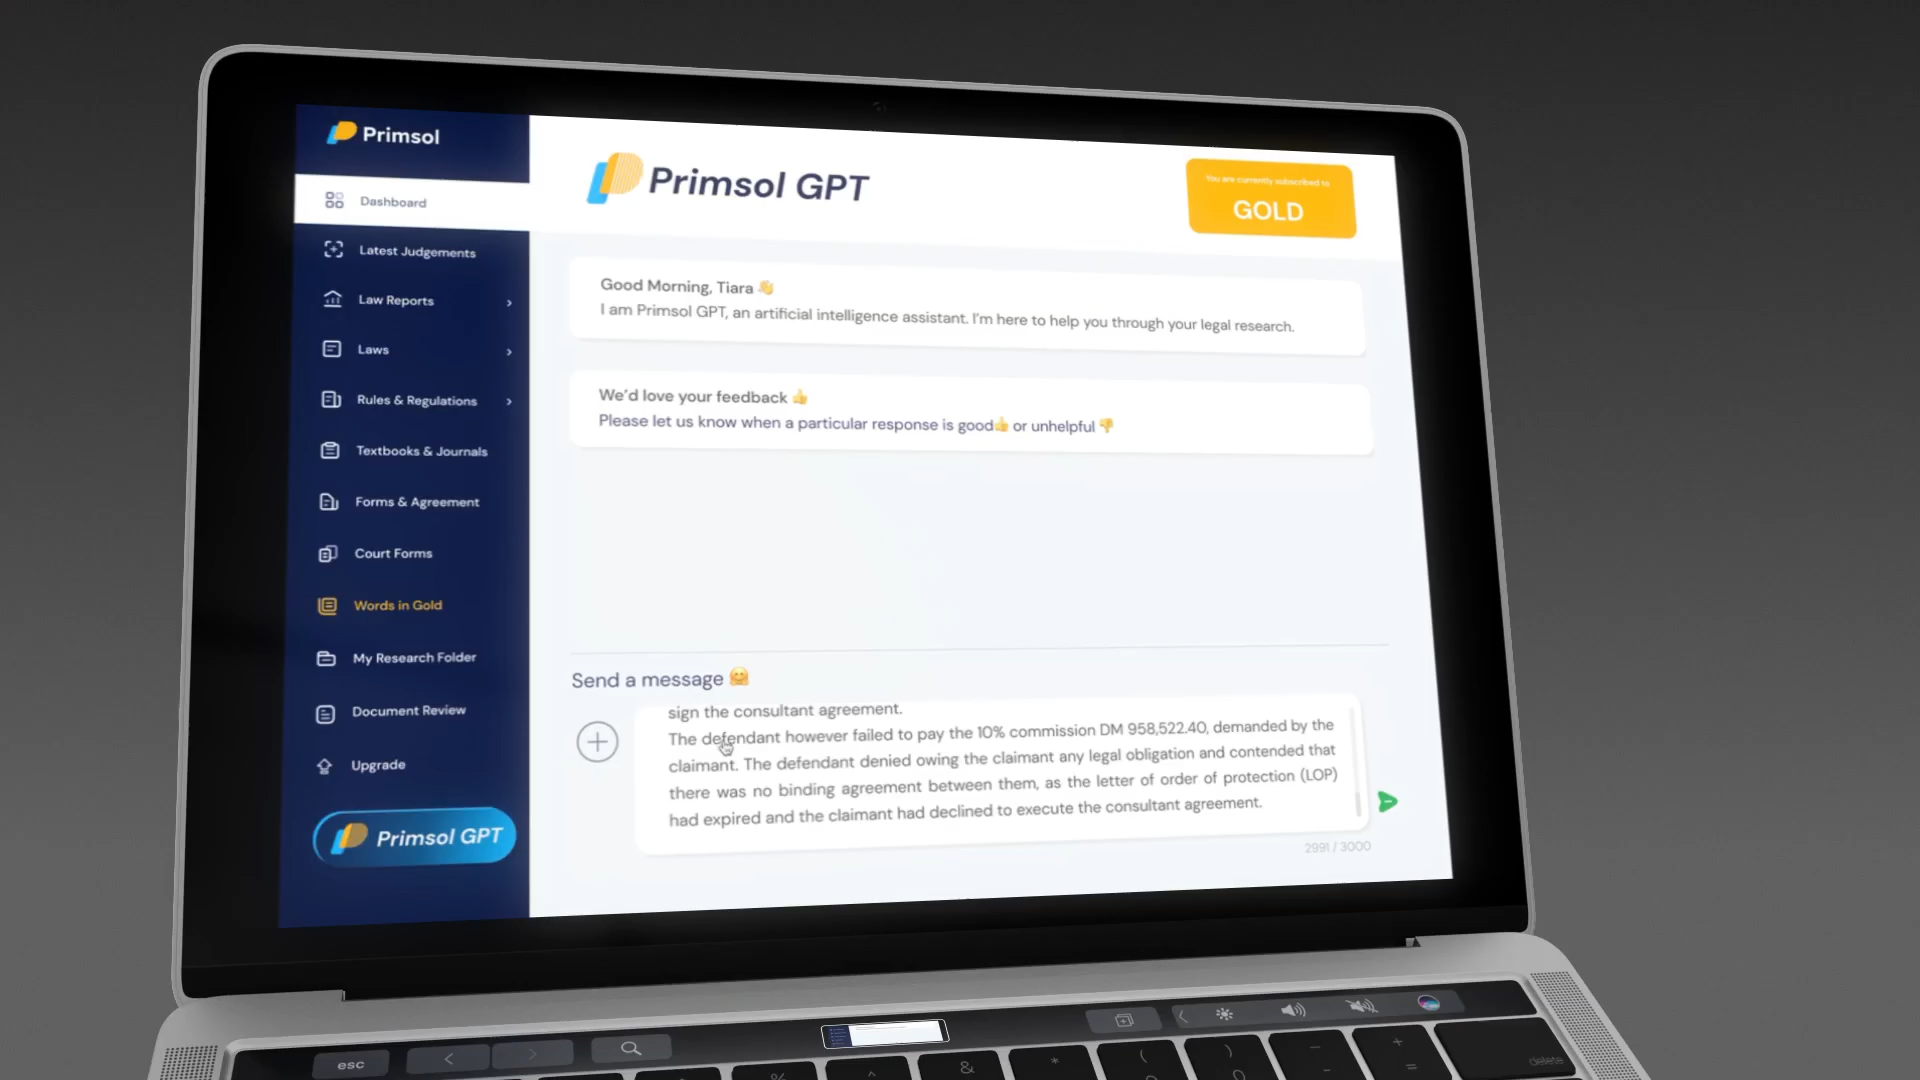 Primsol
Dashboard
Latest Judgements
Law Reports
Laws
Rules & Regulations
Textbooks & Journals
Forms & Agreement
Court Forms
Words in Gold
My Research Folder
Document Review
Upgrade
Primsol GPT
Primsol GPT
You are currently subscribed to
GOLD
Good Morning, Tiara 👋
I am Primsol GPT, an artificial intelligence assistant. I'm here to help you through your legal research.
We'd love your feedback 👍
Please let us know when a particular response is good👍 or unhelpful 👎
Send a message 🤗
sign the consultant agreement.
The defendant however failed to pay the 10% commission DM 958,522.40, demanded by the
claimant. The defendant denied owing the claimant any legal obligation and contended that
there was no binding agreement between them, as the letter of order of protection (LOP)
had expired and the claimant had declined to execute the consultant agreement.
2991 / 3000
esc
delete